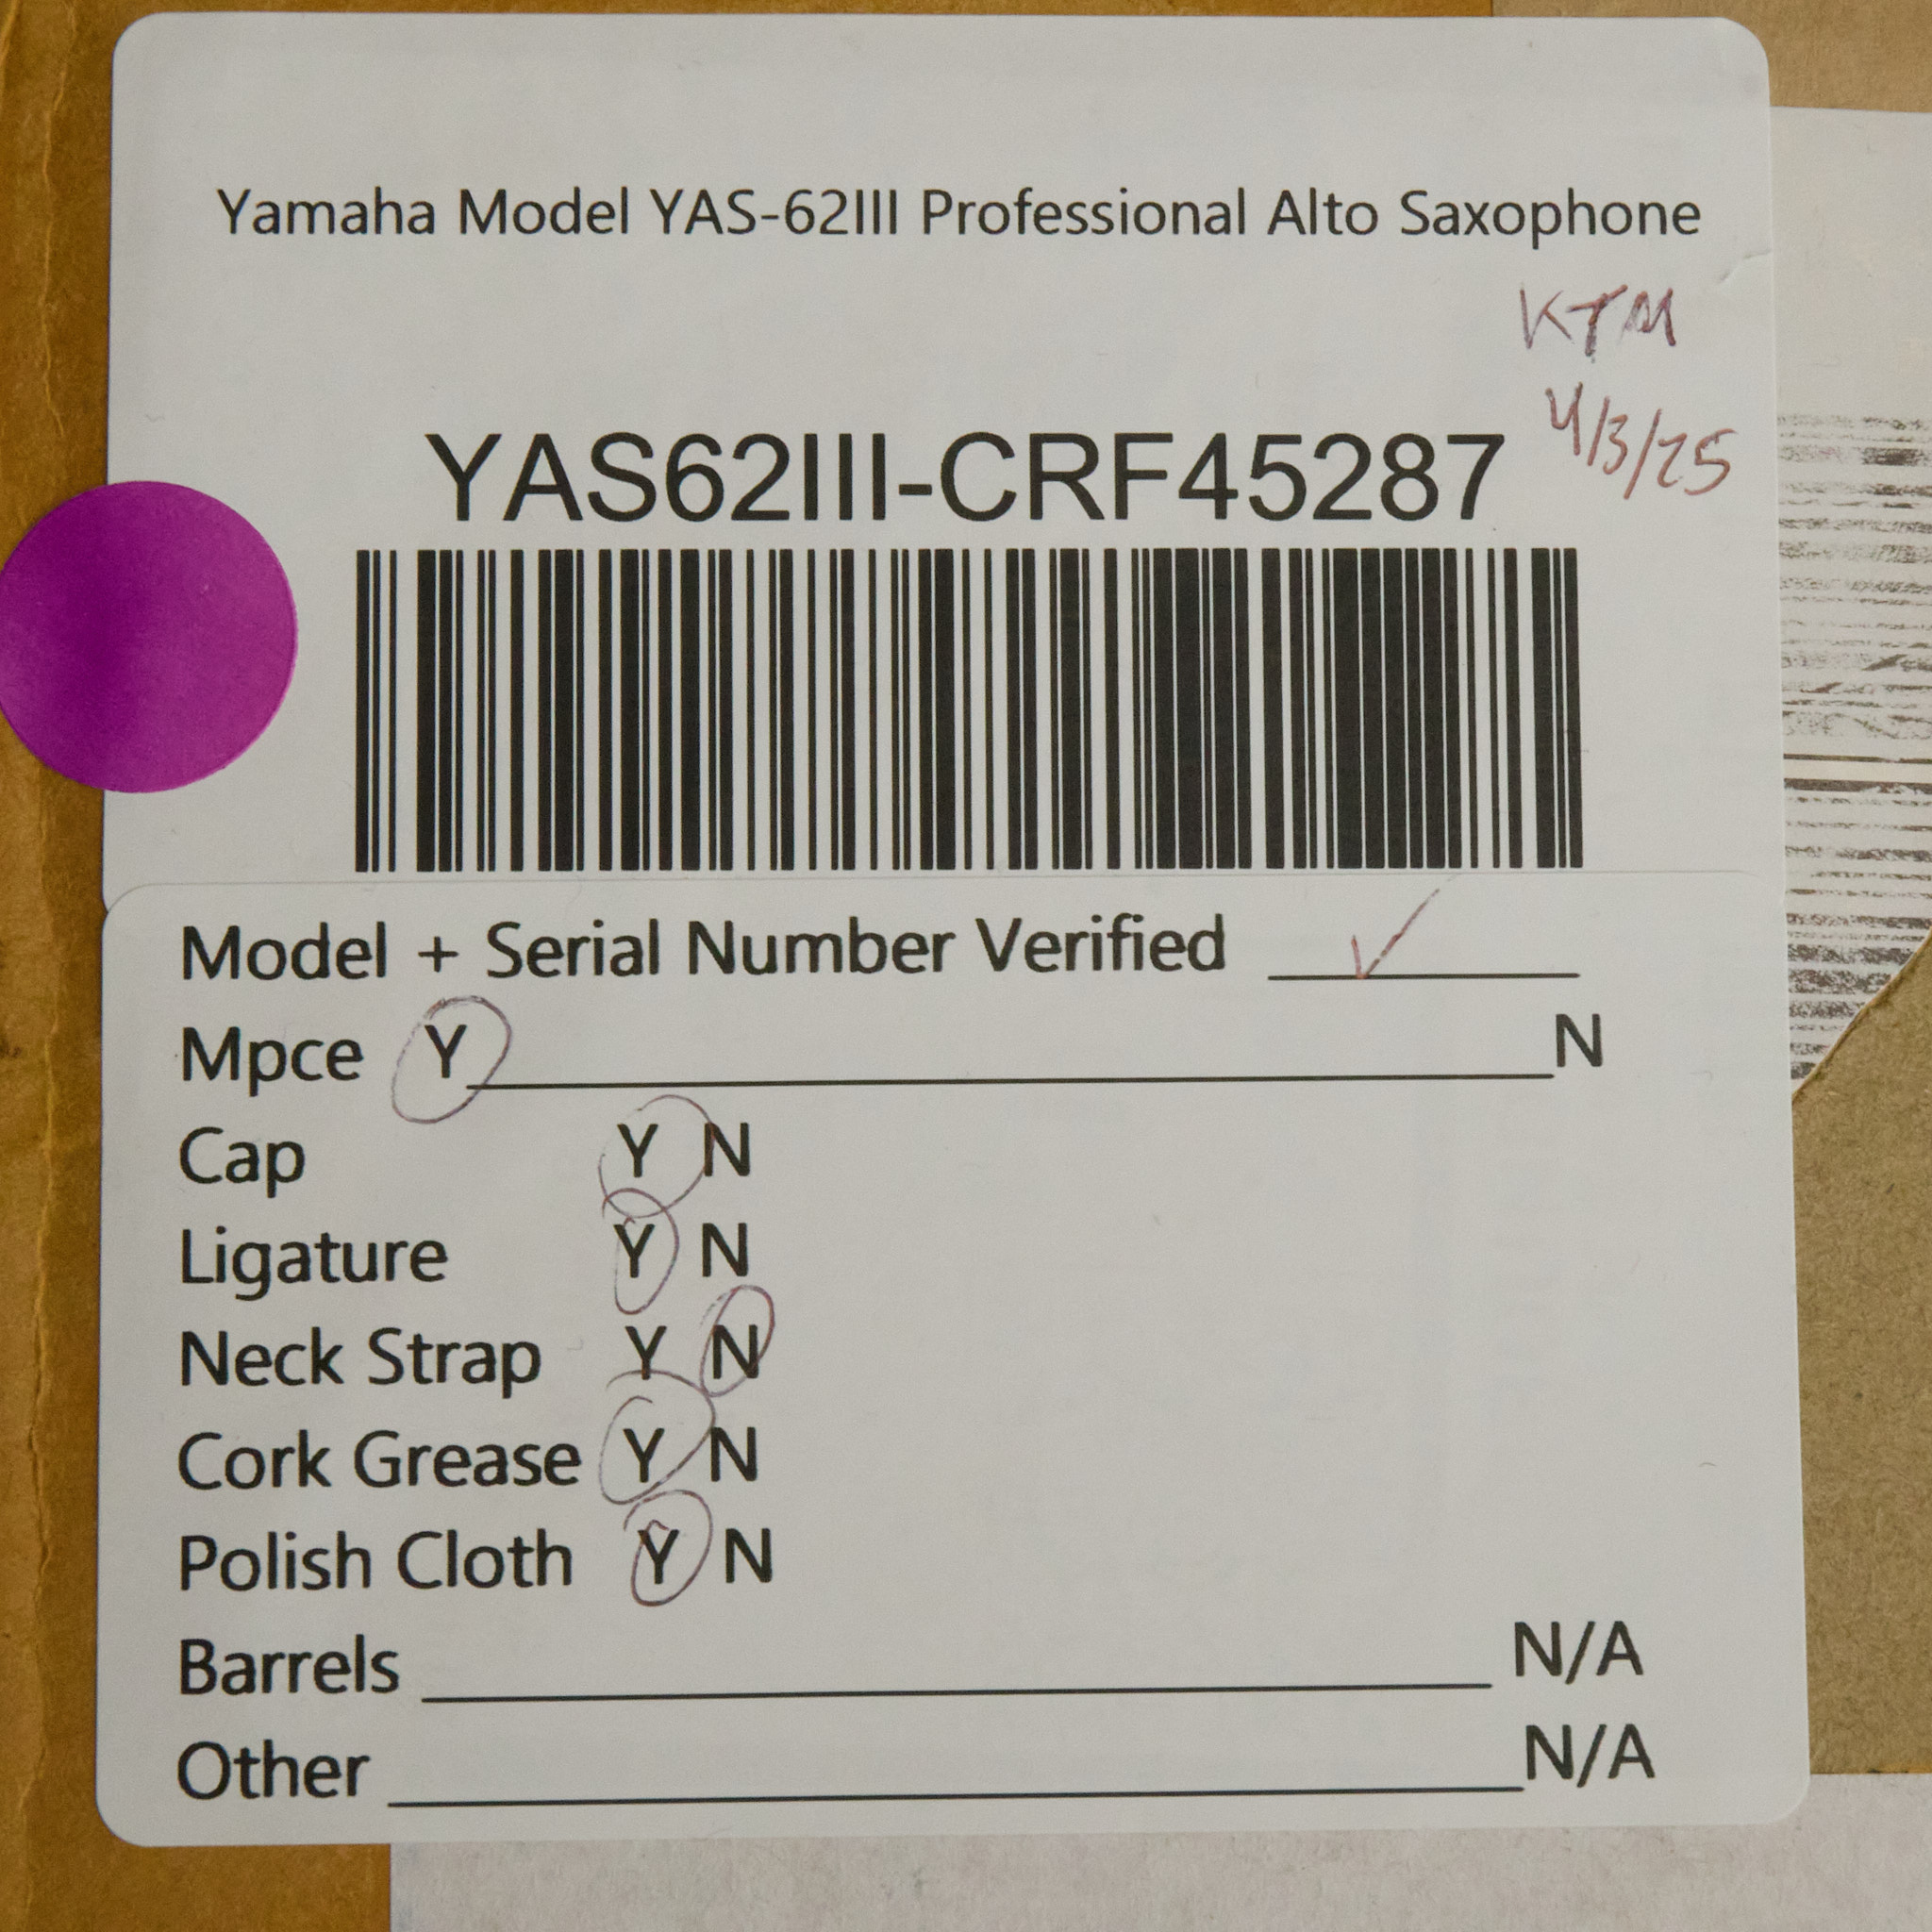 Yamaha Model YAS-62III Professional Alto Saxophone
KTM
4/3/25
YAS62III-CRF45287
Model + Serial Number Verified ✓
Mpce Y N
Cap Y N
Ligature Y N
Neck Strap Y N
Cork Grease Y N
Polish Cloth Y N
Barrels N/A
Other N/A